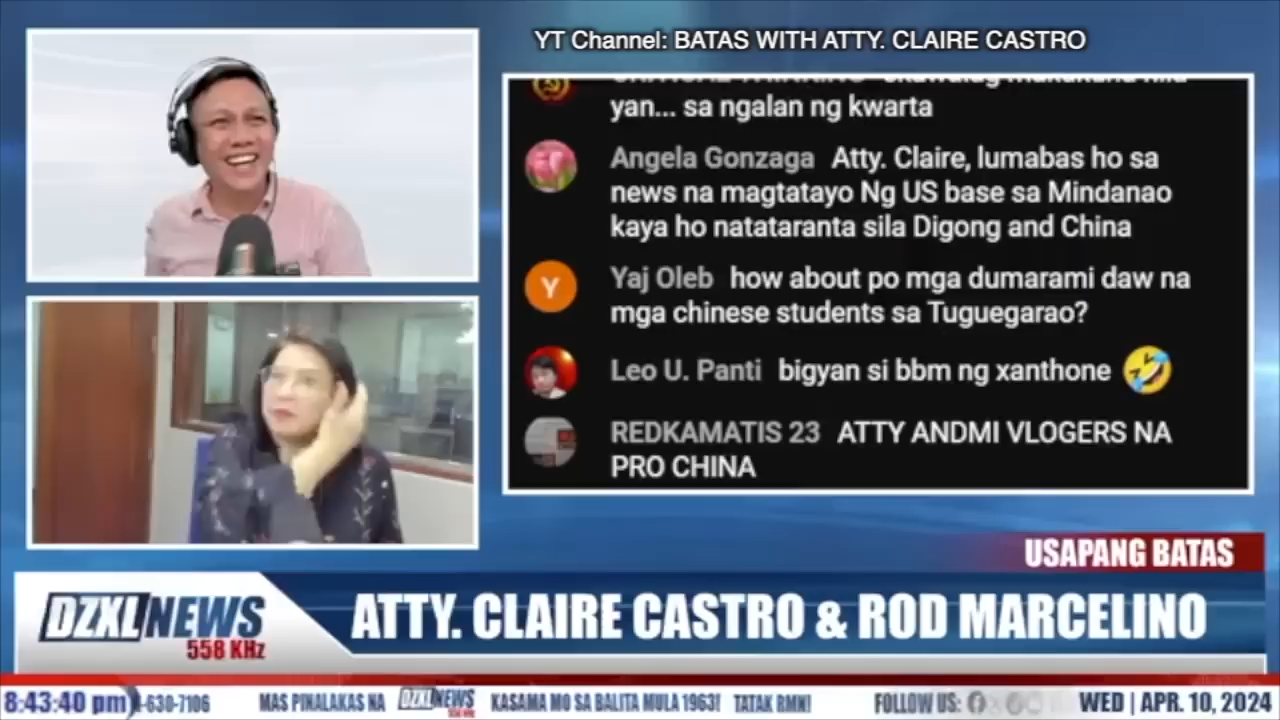 YT Channel: BATAS WITH ATTY. CLAIRE CASTRO
yan... sa ngalan ng kwarta
Angela Gonzaga Atty. Claire, lumabas ho sa
news na magtatayo Ng US base sa Mindanao
kaya ho natataranta sila Digong and China
Y Yaj Oleb how about po mga dumarami daw na
mga chinese students sa Tuguegarao?
Leo U. Panti bigyan si bbm ng xanthone 🤣
REDKAMATIS 23 ATTY ANDMI VLOGERS NA
PRO CHINA
USAPANG BATAS
DZXL NEWS
558 KHz
ATTY. CLAIRE CASTRO & ROD MARCELINO
8:43:40 pm -630-7106 MAS PINALAKAS NA DZXL NEWS 558 KHz KASAMA MO SA BALITA MULA 1963! TATAK RMN! FOLLOW US: WED | APR. 10, 2024